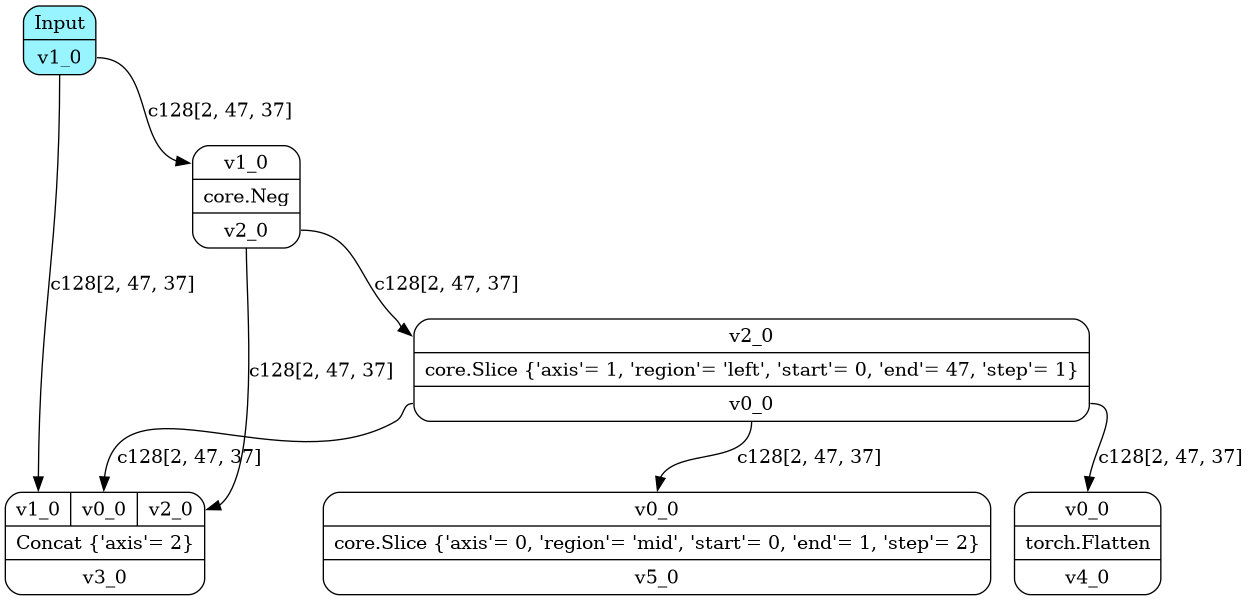 Input
v1_0
c128[2, 47, 37]
v1_0
core.Neg
v2_0
c128[2, 47, 37]
c128[2, 47, 37]
v2_0
core.Slice {'axis'= 1, 'region'= 'left', 'start'= 0, 'end'= 47, 'step'= 1}
v0_0
c128[2, 47, 37]
c128[2, 47, 37]
c128[2, 47, 37]
c128[2, 47, 37]
v1_0 v0_0 v2_0
Concat {'axis'= 2}
v3_0
v0_0
core.Slice {'axis'= 0, 'region'= 'mid', 'start'= 0, 'end'= 1, 'step'= 2}
v5_0
v0_0
torch.Flatten
v4_0